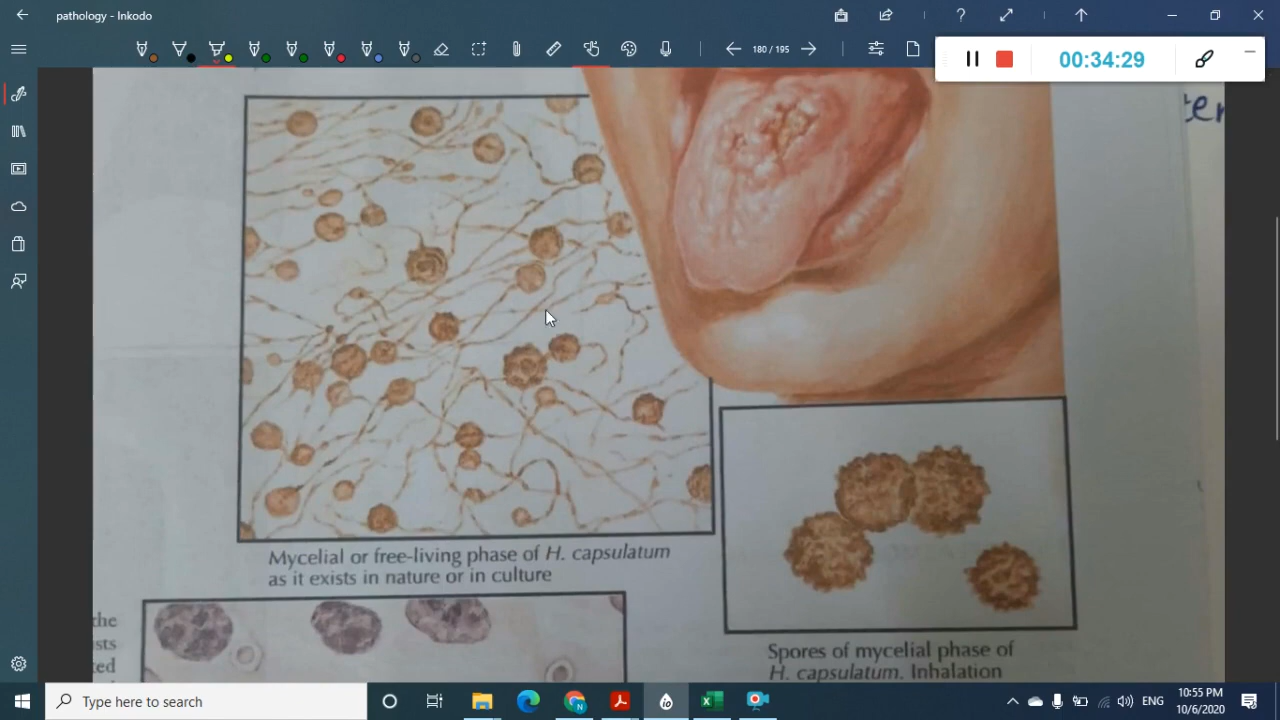 pathology - Inkodo
180 / 195
00:34:29
Mycelial or free-living phase of H. capsulatum
as it exists in nature or in culture
the
Spores of mycelial phase of
H. capsulatum. Inhalation
Type here to search
io
ENG
10:55 PM
10/6/2020